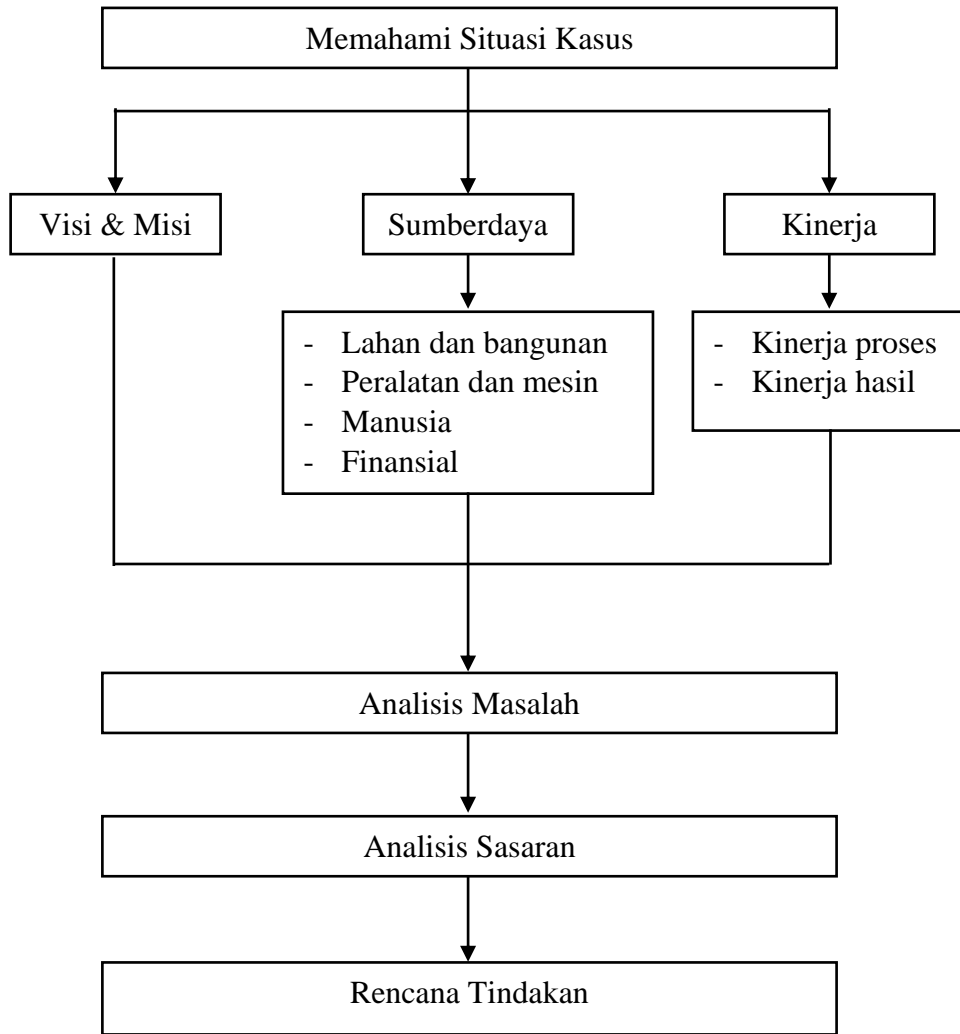 Memahami Situasi Kasus
Visi & Misi
Sumberdaya
Kinerja
- Lahan dan bangunan
- Peralatan dan mesin
- Manusia
- Finansial
- Kinerja proses
- Kinerja hasil
Analisis Masalah
Analisis Sasaran
Rencana Tindakan